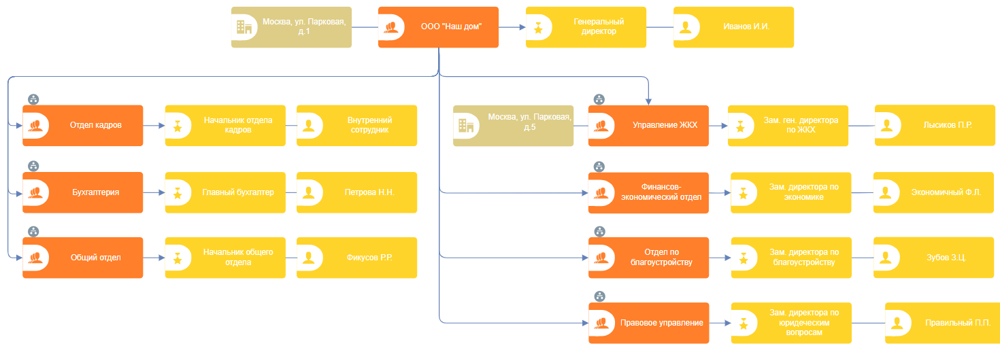 Москва, ул. Парковая,
д.1
ООО "Наш дом"
Генеральный
директор
Иванов И.И.
Отдел кадров
Начальник отдела
кадров
Внутренний
сотрудник
Москва, ул. Парковая,
д.5
Управление ЖКХ
Зам. ген. директора
по ЖКХ
Лысиков П.Р.
Бухгалтерия
Главный бухгалтер
Петрова Н.Н.
Финансов-
экономический отдел
Зам. директора по
экономике
Экономичный Ф.Л.
Общий отдел
Начальник общего
отдела
Фикусов Р.Р.
Отдел по
благоустройству
Зам. директора по
благоустройству
Зубов З.Ц.
Правовое управление
Зам. директора по
юридеческим
вопросам
Правильный П.П.